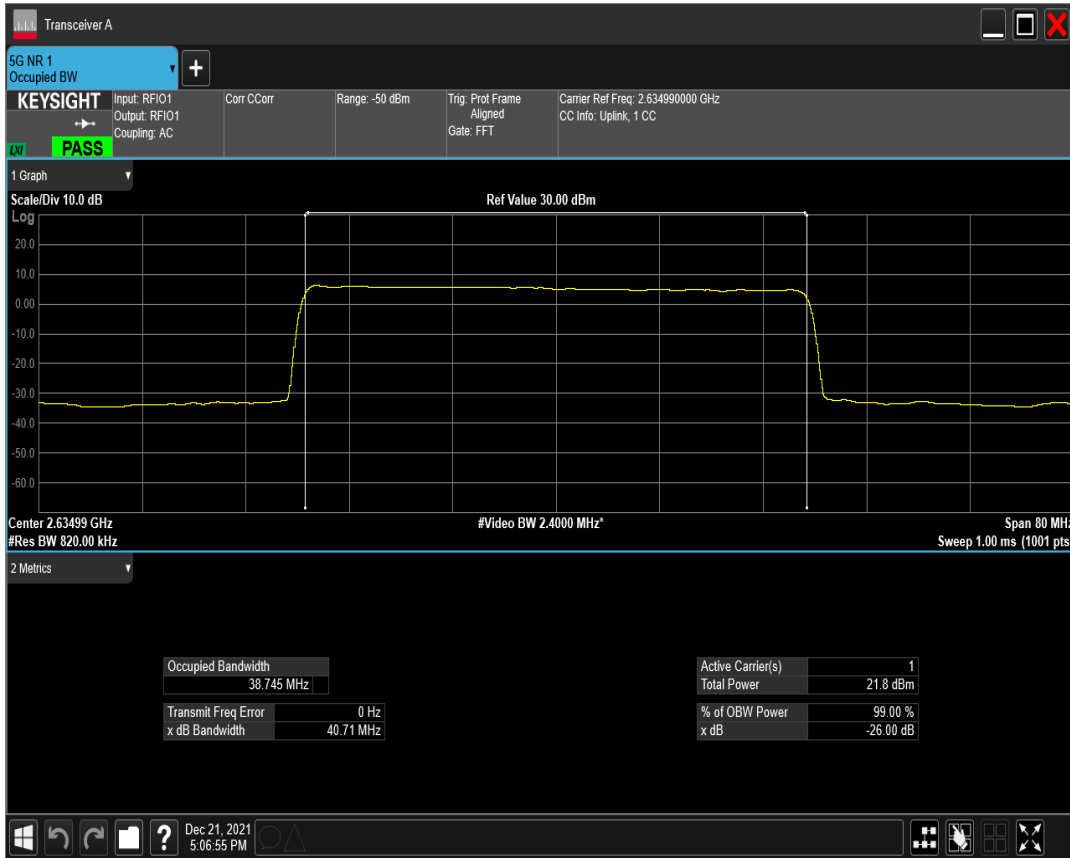 Transceiver A
5G NR 1
Occupied BW
KEYSIGHT
LXI
PASS
Input: RFIO1
Output: RFIO1
Coupling: AC
Corr CCorr
Range: -50 dBm
Trig: Prot Frame
Aligned
Gate: FFT
Carrier Ref Freq: 2.634990000 GHz
CC Info: Uplink, 1 CC
1 Graph
Scale/Div 10.0 dB
Ref Value 30.00 dBm
Log
20.0
10.0
0.00
-10.0
-20.0
-30.0
-40.0
-50.0
-60.0
Center 2.63499 GHz
#Video BW 2.4000 MHz*
Span 80 MHz
#Res BW 820.00 kHz
Sweep 1.00 ms (1001 pts
2 Metrics
Occupied Bandwidth
38.745 MHz
Transmit Freq Error 0 Hz
x dB Bandwidth 40.71 MHz
Active Carrier(s) 1
Total Power 21.8 dBm
% of OBW Power 99.00 %
x dB -26.00 dB
Dec 21, 2021
5:06:55 PM